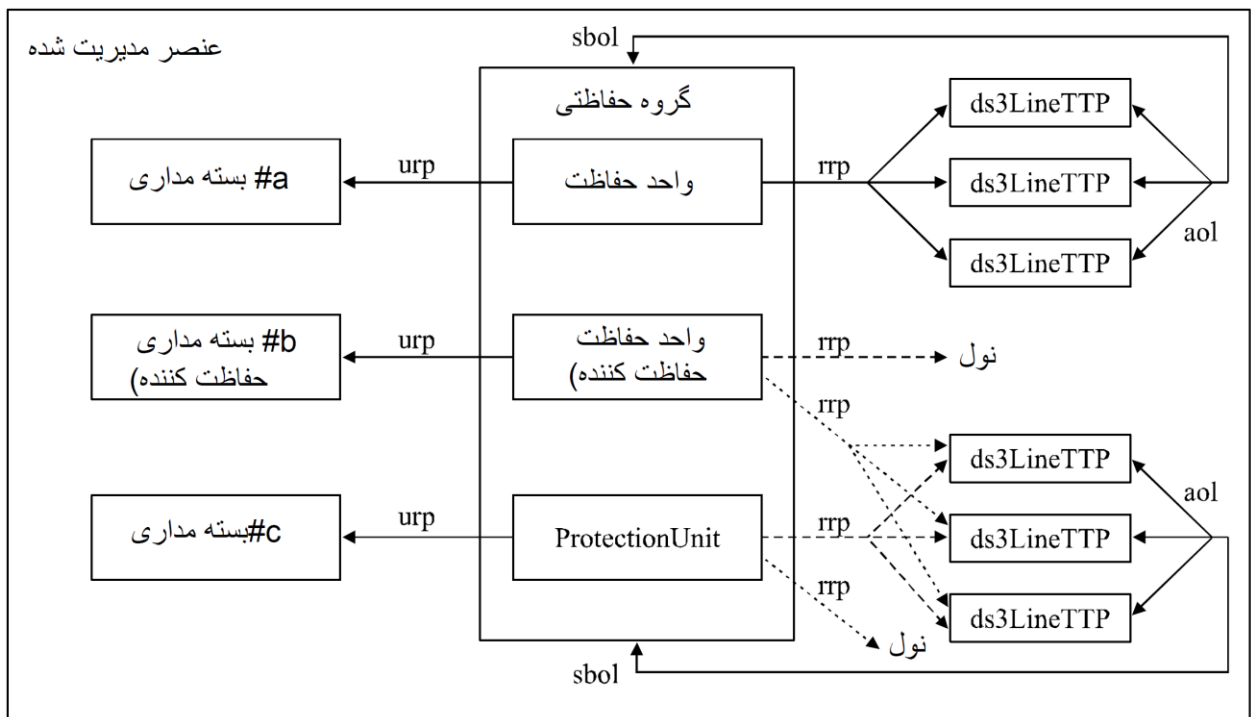 sbol
عنصر مدیریت شده
گروه حفاظتی
ds3LineTTP
#a بسته مداری
urp
واحد حفاظت
rrp
ds3LineTTP
aol
ds3LineTTP
#b بسته مداری
حفاظت کننده)
urp
واحد حفاظت
حفاظت کننده)
rrp
نول
rrp
ds3LineTTP
aol
#cبسته مداری
urp
ProtectionUnit
rrp
ds3LineTTP
rrp
ds3LineTTP
نول
sbol